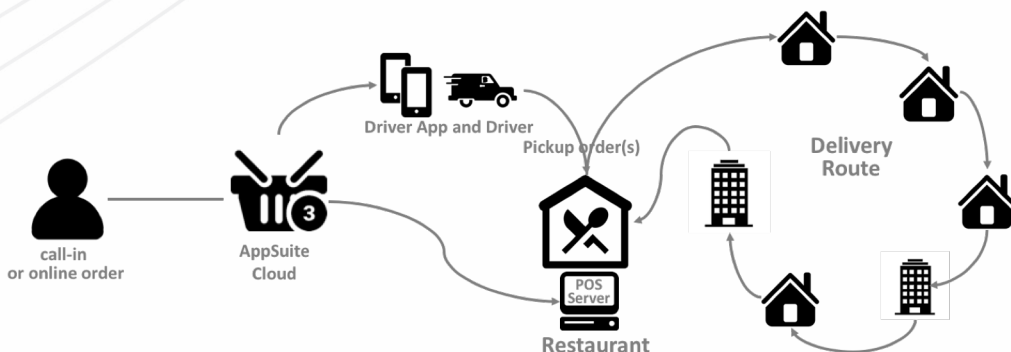 call-in
or online order
3
AppSuite
Cloud
Driver App and Driver
Pickup order(s)
POS
Server
Restaurant
Delivery
Route